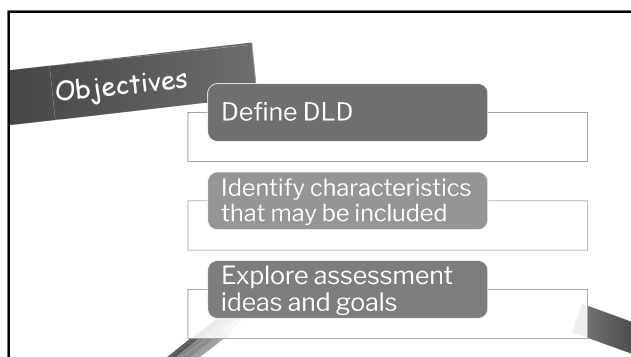 Objectives
Define DLD
Identify characteristics
that may be included
Explore assessment
ideas and goals